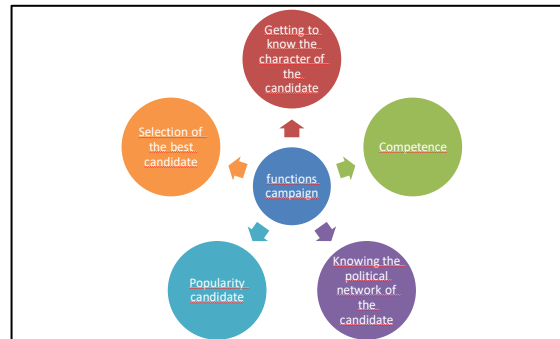 Getting to
know the
character of
the
candidate
Selection of
the best
candidate
Competence
functions
campaign
Popularity
candidate
Knowing the
political
network of
the
candidate